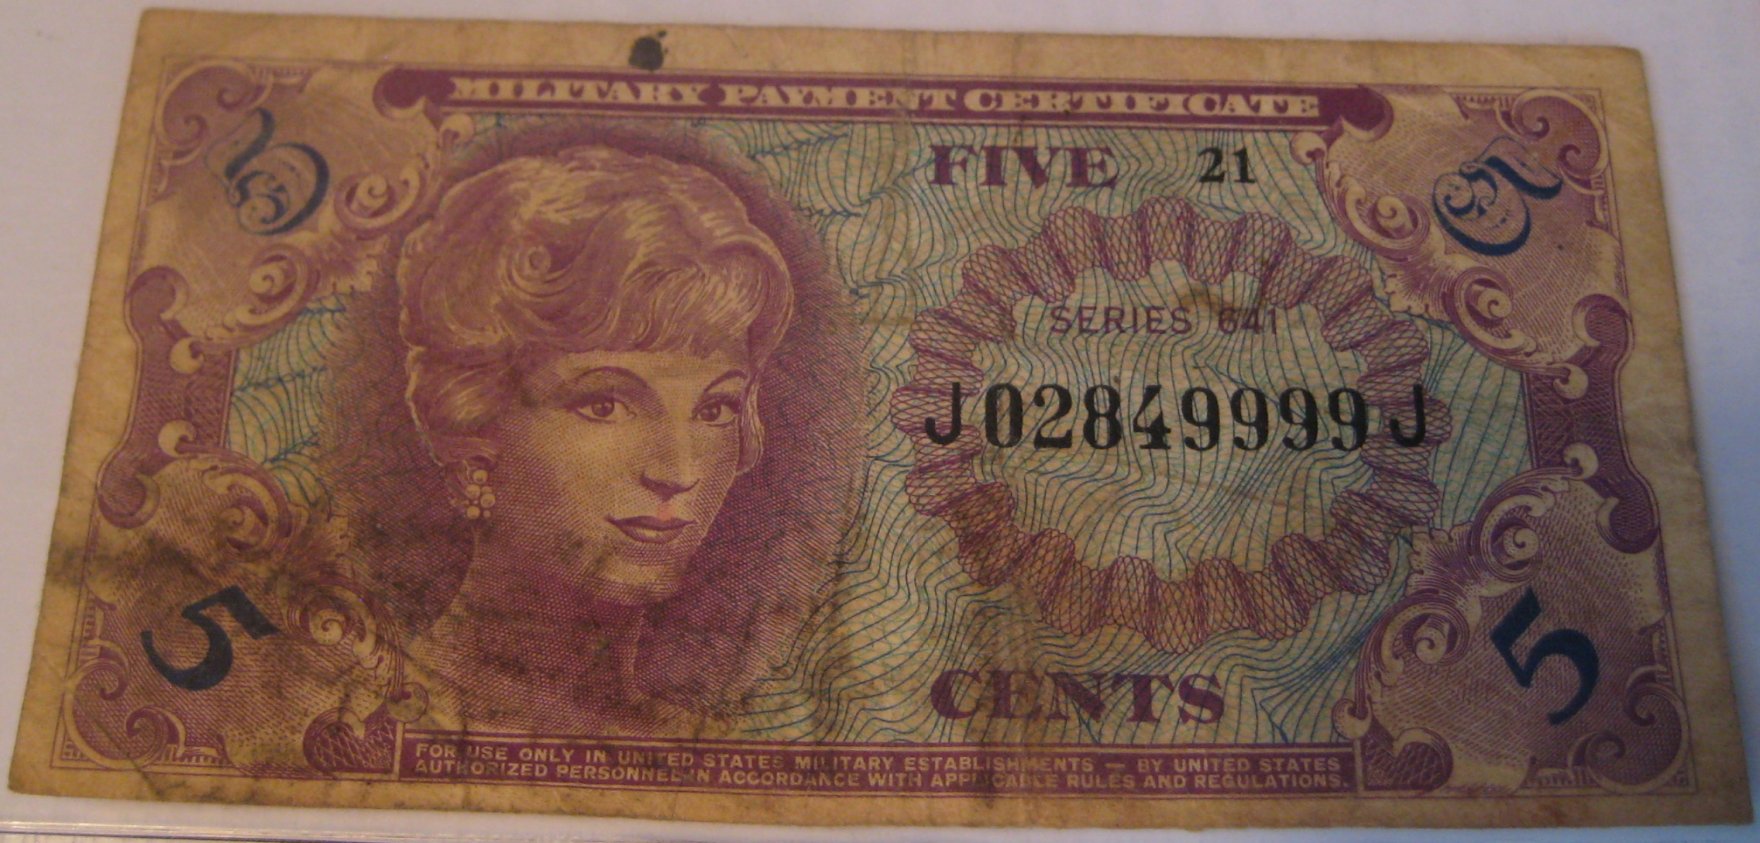 MILITARY PAYMENT CERTIFICATE
5 FIVE 21 5
SERIES 641
J02849999J
5 CENTS 5
FOR USE ONLY IN UNITED STATES MILITARY ESTABLISHMENTS — BY UNITED STATES
AUTHORIZED PERSONNEL IN ACCORDANCE WITH APPLICABLE RULES AND REGULATIONS.